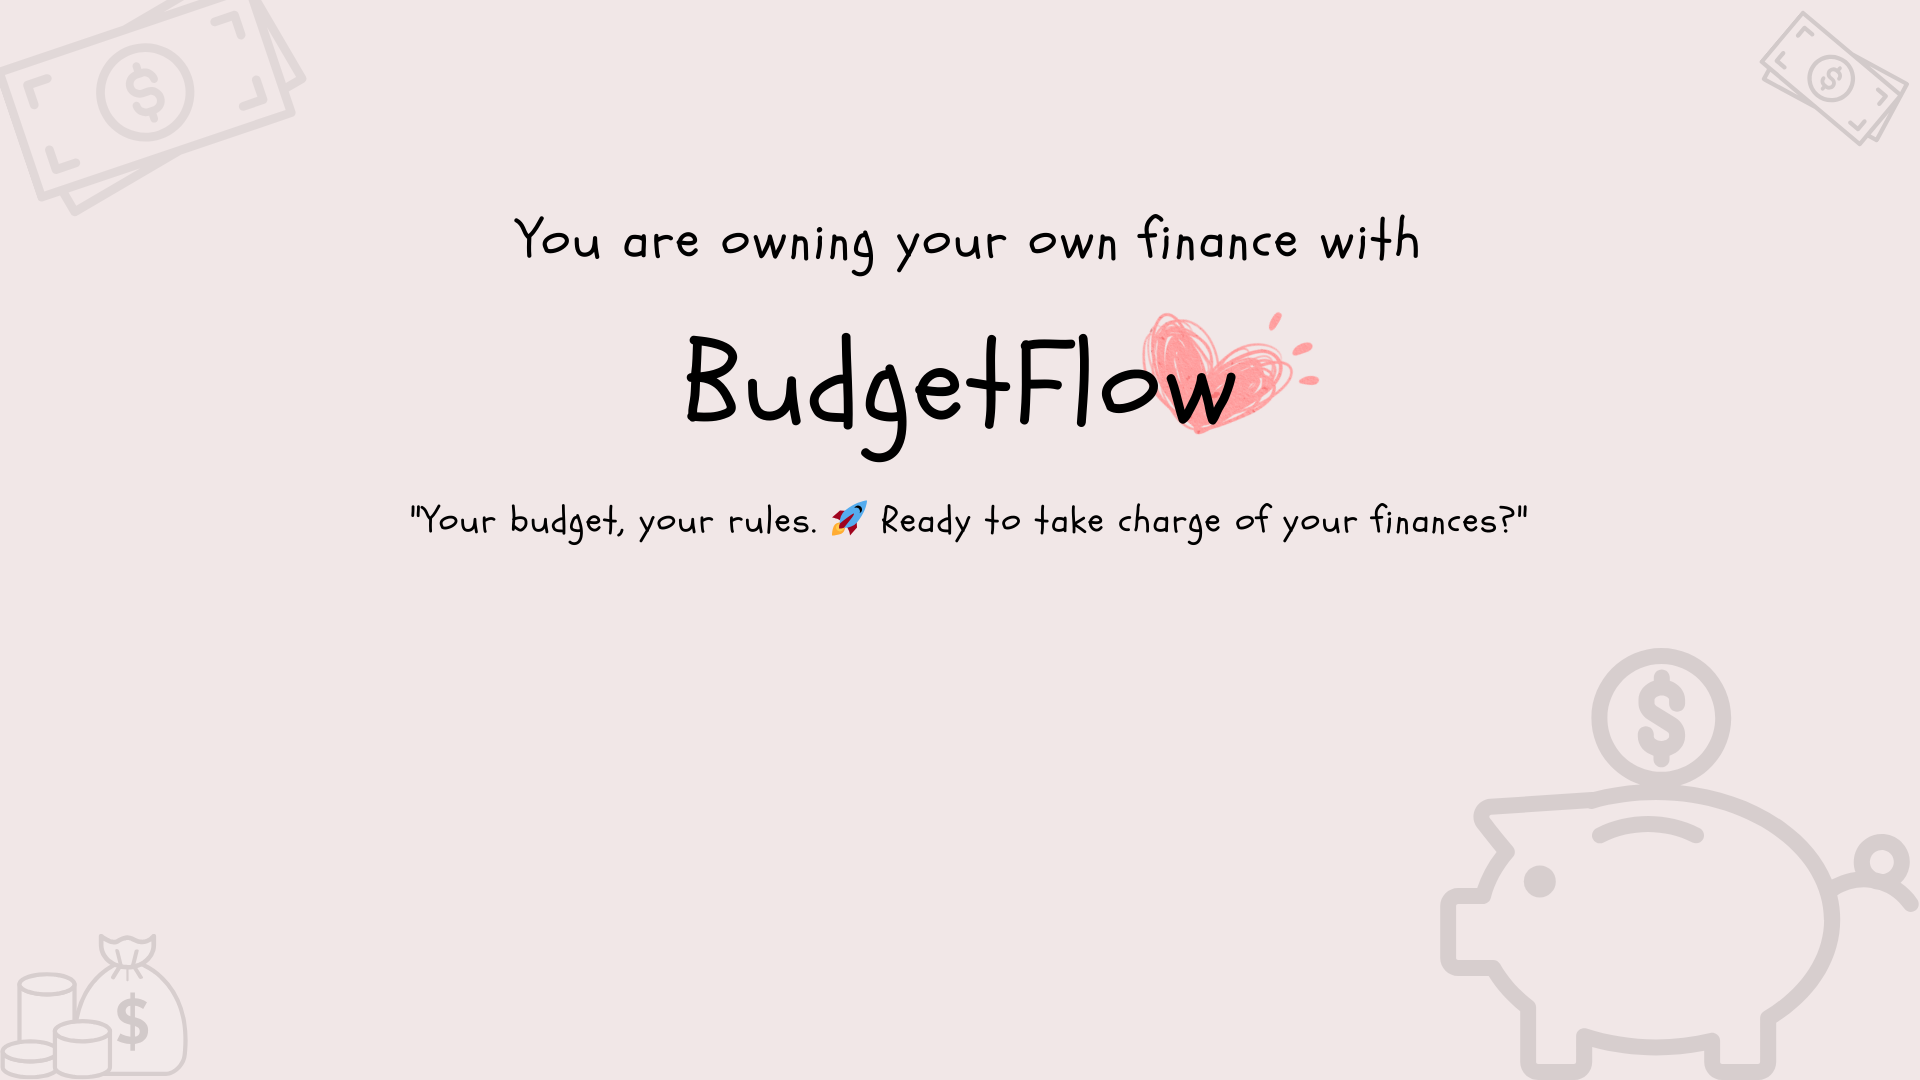 You are owning your own finance with
BudgetFlow
"Your budget, your rules. 🚀 Ready to take charge of your finances?"